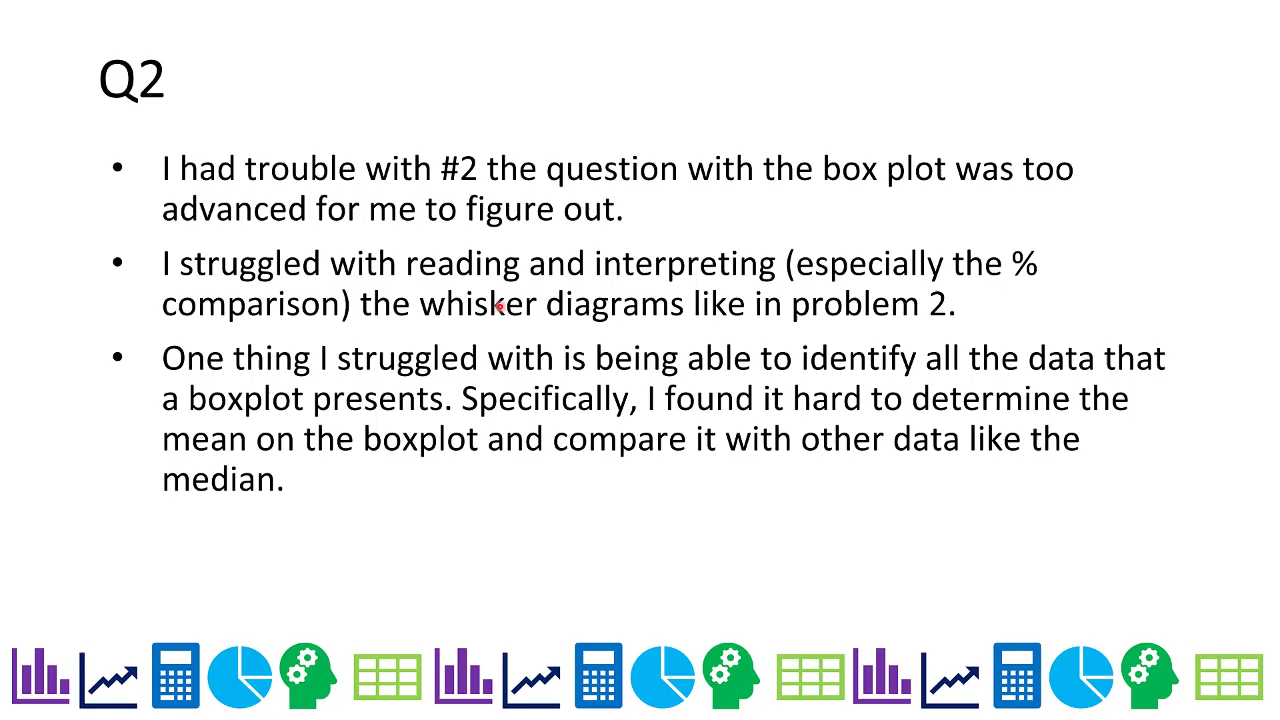 Q2
• I had trouble with #2 the question with the box plot was too
advanced for me to figure out.
• I struggled with reading and interpreting (especially the %
comparison) the whisker diagrams like in problem 2.
• One thing I struggled with is being able to identify all the data that
a boxplot presents. Specifically, I found it hard to determine the
mean on the boxplot and compare it with other data like the
median.